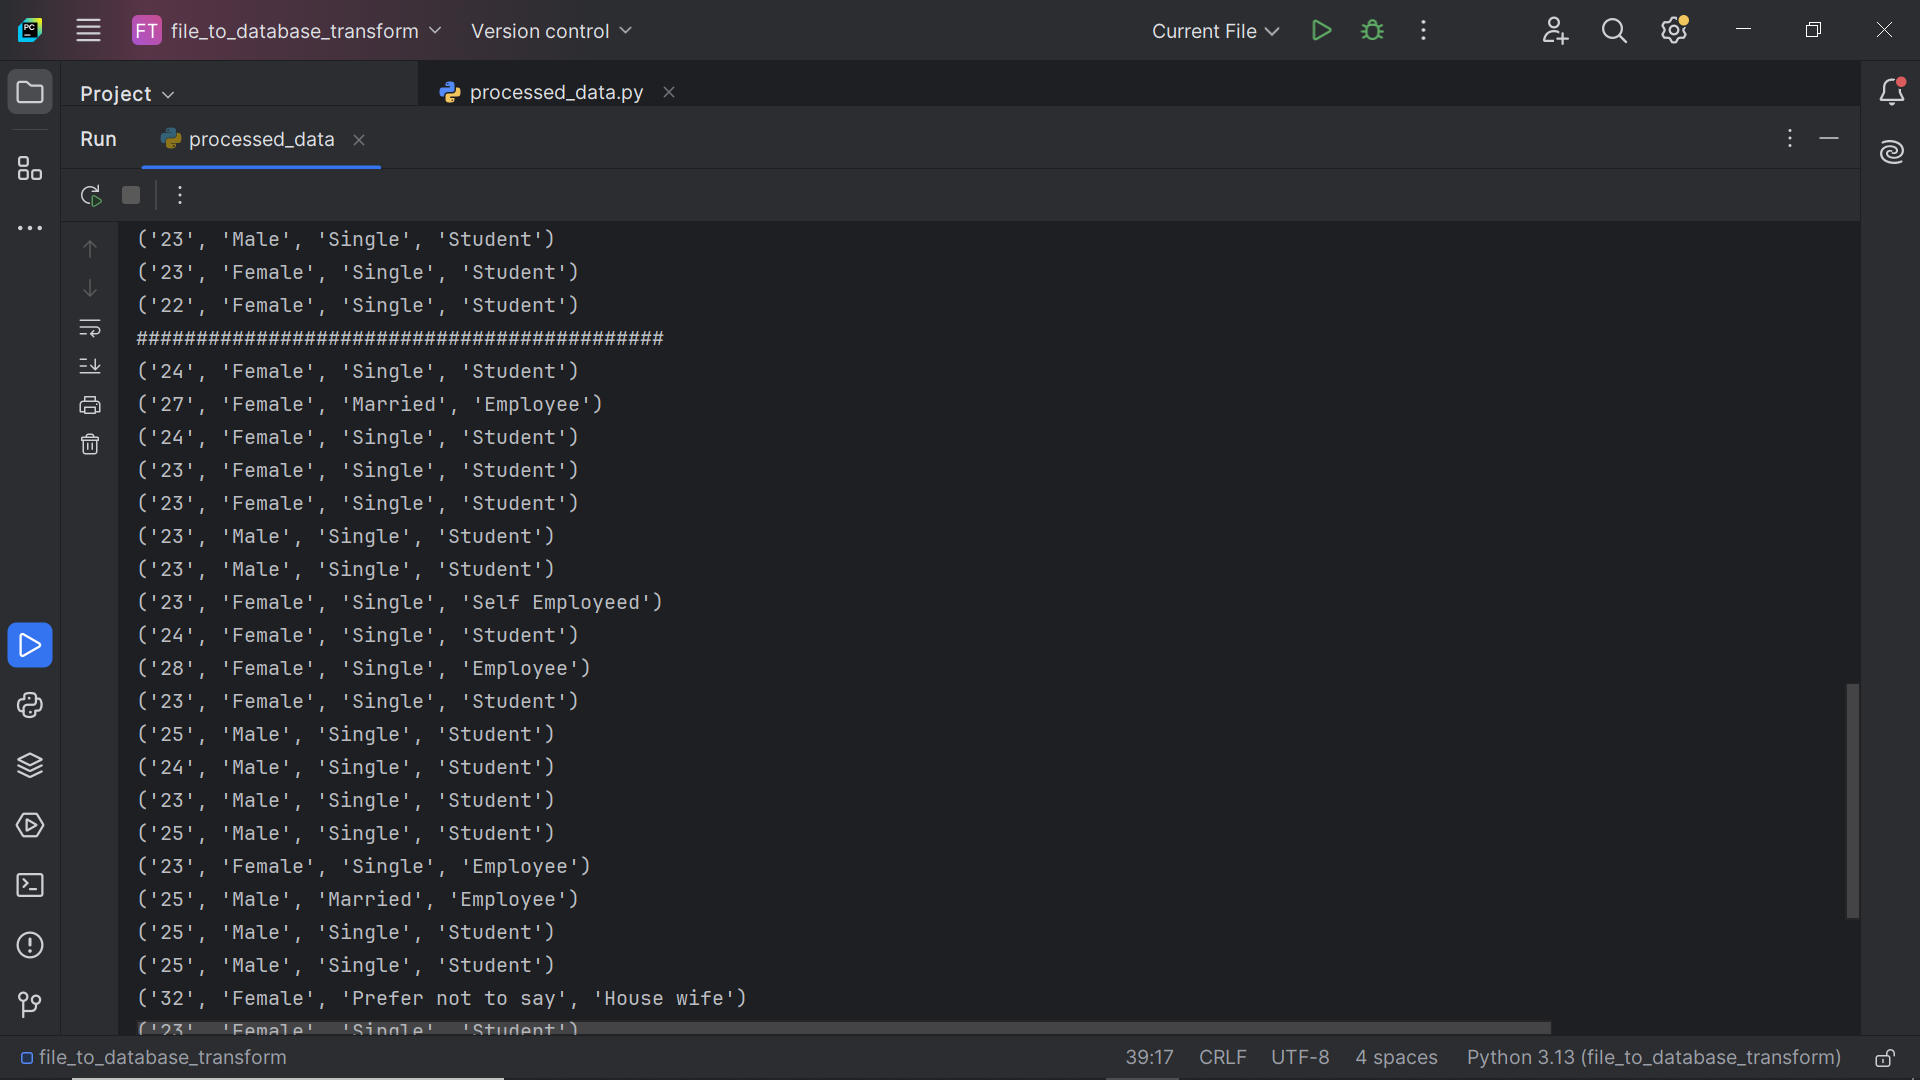 PC
FT file_to_database_transform Version control Current File
Project processed_data.py
Run processed_data
('23', 'Male', 'Single', 'Student')
('23', 'Female', 'Single', 'Student')
('22', 'Female', 'Single', 'Student')
############################################
('24', 'Female', 'Single', 'Student')
('27', 'Female', 'Married', 'Employee')
('24', 'Female', 'Single', 'Student')
('23', 'Female', 'Single', 'Student')
('23', 'Female', 'Single', 'Student')
('23', 'Male', 'Single', 'Student')
('23', 'Male', 'Single', 'Student')
('23', 'Female', 'Single', 'Self Employeed')
('24', 'Female', 'Single', 'Student')
('28', 'Female', 'Single', 'Employee')
('23', 'Female', 'Single', 'Student')
('25', 'Male', 'Single', 'Student')
('24', 'Male', 'Single', 'Student')
('23', 'Male', 'Single', 'Student')
('25', 'Male', 'Single', 'Student')
('23', 'Female', 'Single', 'Employee')
('25', 'Male', 'Married', 'Employee')
('25', 'Male', 'Single', 'Student')
('25', 'Male', 'Single', 'Student')
('32', 'Female', 'Prefer not to say', 'House wife')
('23', 'Female', 'Single', 'Student')
file_to_database_transform 39:17 CRLF UTF-8 4 spaces Python 3.13 (file_to_database_transform)